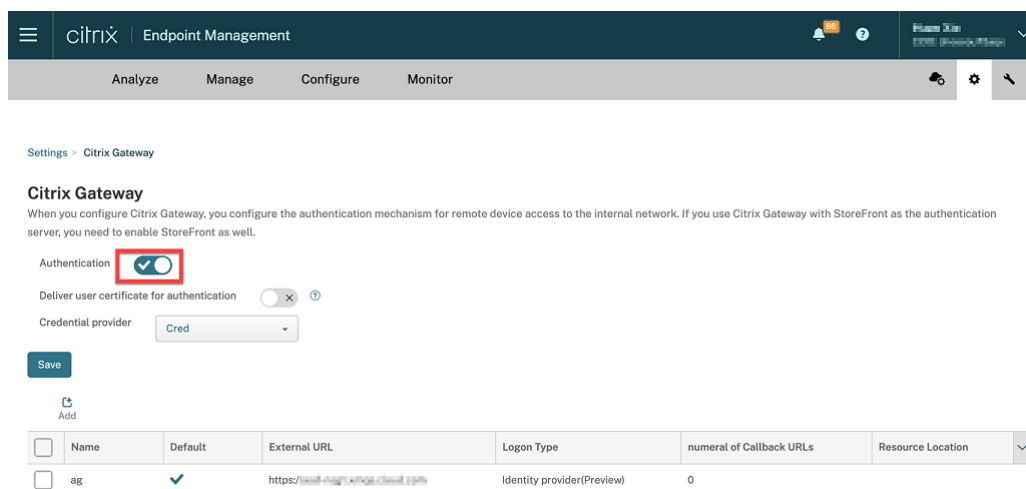 citrix | Endpoint Management
86
Analyze Manage Configure Monitor
Settings > Citrix Gateway
Citrix Gateway
When you configure Citrix Gateway, you configure the authentication mechanism for remote device access to the internal network. If you use Citrix Gateway with StoreFront as the authentication
server, you need to enable StoreFront as well.
Authentication
Deliver user certificate for authentication
Credential provider Cred
Save
Add
Name Default External URL Logon Type numeral of Callback URLs Resource Location
ag https:/ Identity provider(Preview) 0